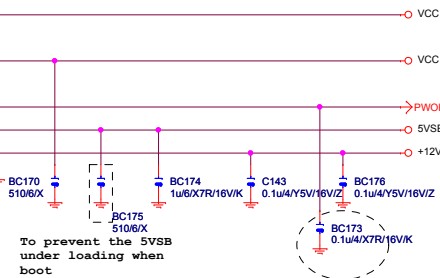 VCC
VCC
PWO
5VSB
+12V
BC170
510/6/X
BC175
510/6/X
BC174
1u/6/X7R/16V/K
C143
0.1u/4/Y5V/16V/Z
BC176
0.1u/4/Y5V/16V/Z
BC173
0.1u/4/X7R/16V/K
To prevent the 5VSB
under loading when
boot